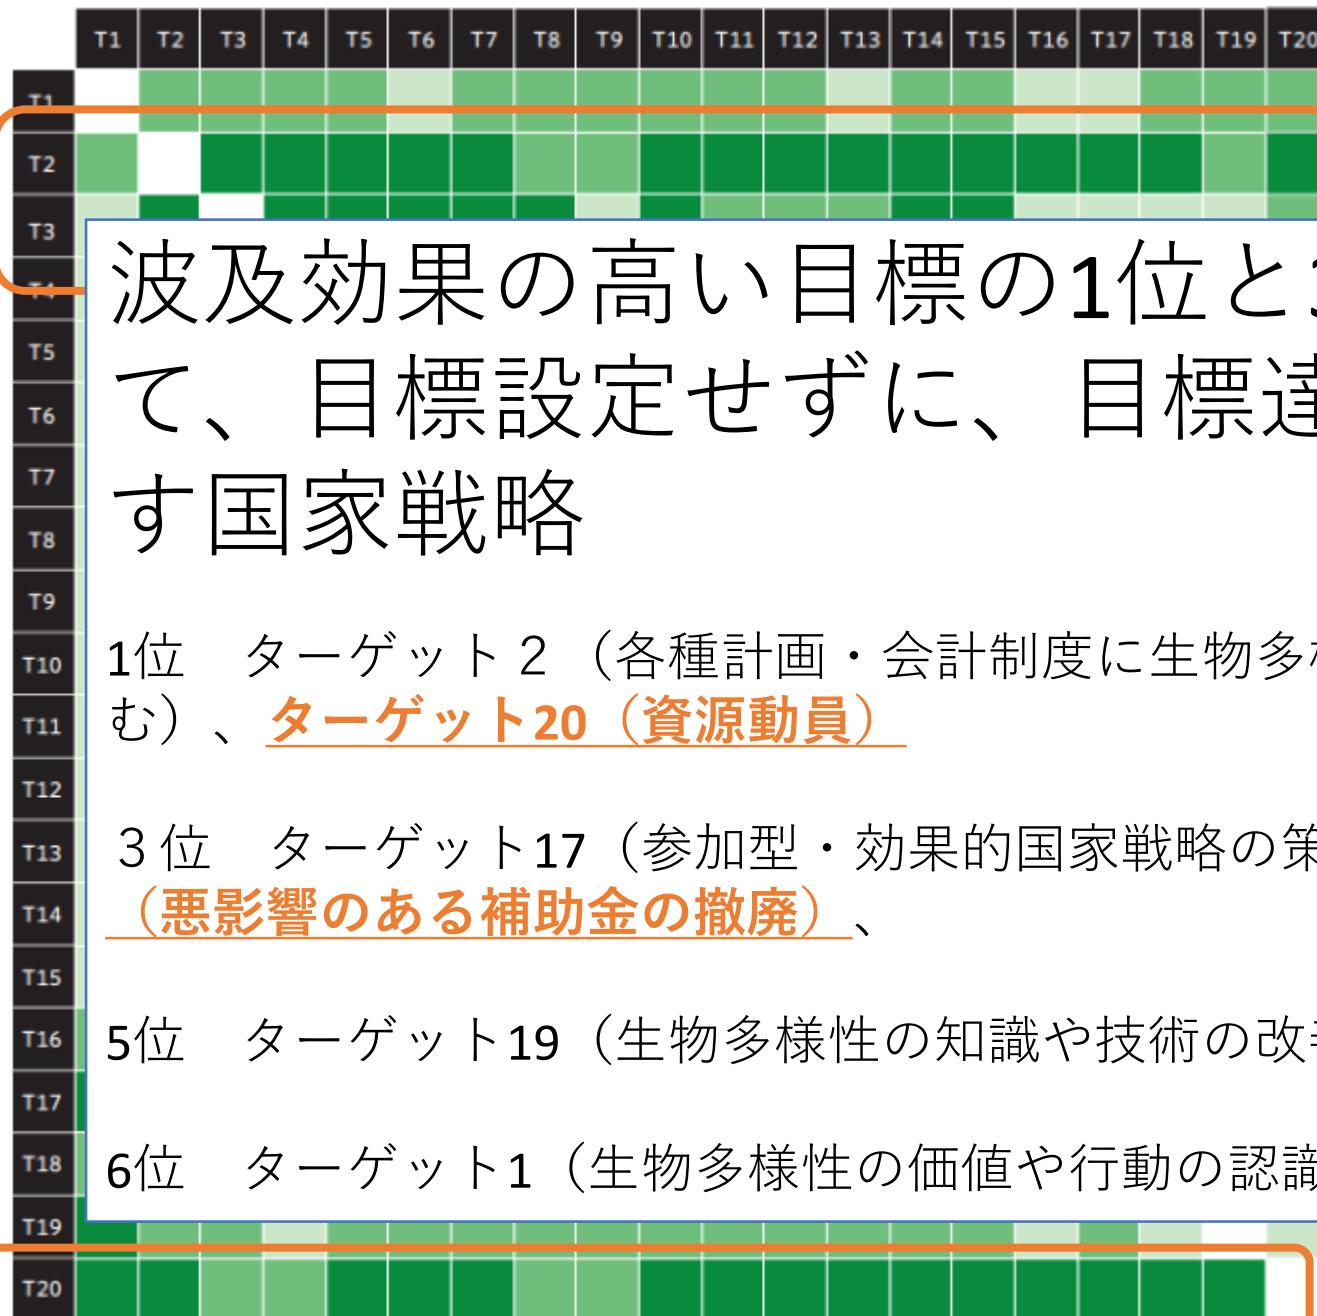 T1 T2 T3 T4 T5 T6 T7 T8 T9 T10 T11 T12 T13 T14 T15 T16 T17 T18 T19 T20
T1
T2
T3
T4
T5
T6
T7
T8
T9
T10
T11
T12
T13
T14
T15
T16
T17
T18
T19
T20
波及効果の高い目標の1位と
て、目標設定せずに、目標達
す国家戦略
1位 ターゲット２（各種計画・会計制度に生物多様
む）、ターゲット20（資源動員）
３位 ターゲット17（参加型・効果的国家戦略の策
（悪影響のある補助金の撤廃）、
5位 ターゲット19（生物多様性の知識や技術の改善
6位 ターゲット1（生物多様性の価値や行動の認識